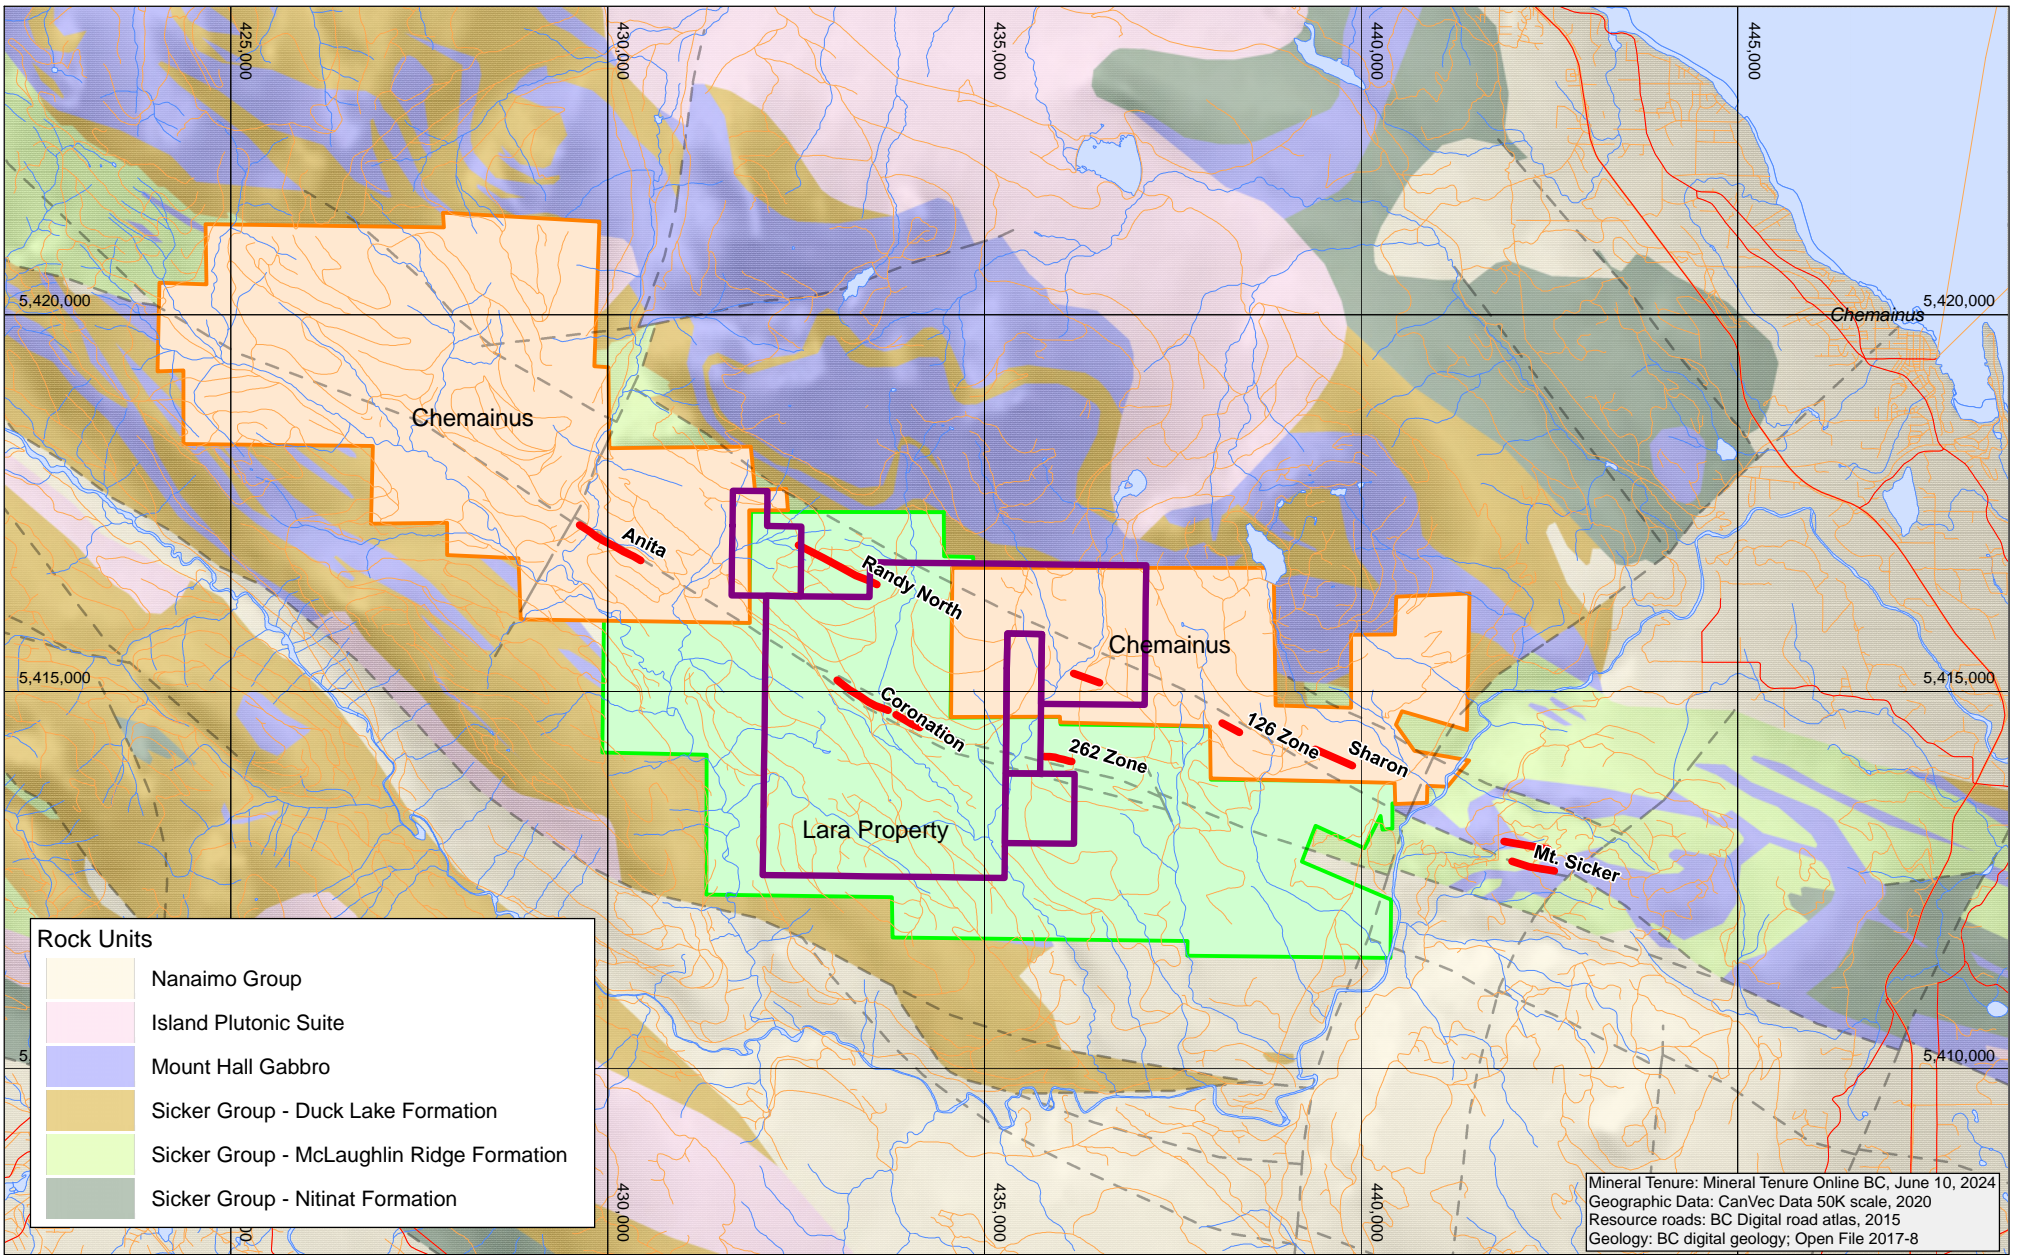 425,000
430,000
435,000
440,000
445,000
5,420,000
5,420,000
Chemainus
Chemainus
Anita
Randy North
Chemainus
5,415,000
5,415,000
Coronation
126 Zone
Sharon
262 Zone
Lara Property
Mt. Sicker
Rock Units
Nanaimo Group
Island Plutonic Suite
Mount Hall Gabbro
Sicker Group - Duck Lake Formation
Sicker Group - McLaughlin Ridge Formation
Sicker Group - Nitinat Formation
5,410,000
430,000
435,000
440,000
Mineral Tenure: Mineral Tenure Online BC, June 10, 2024
Geographic Data: CanVec Data 50K scale, 2020
Resource roads: BC Digital road atlas, 2015
Geology: BC digital geology; Open File 2017-8